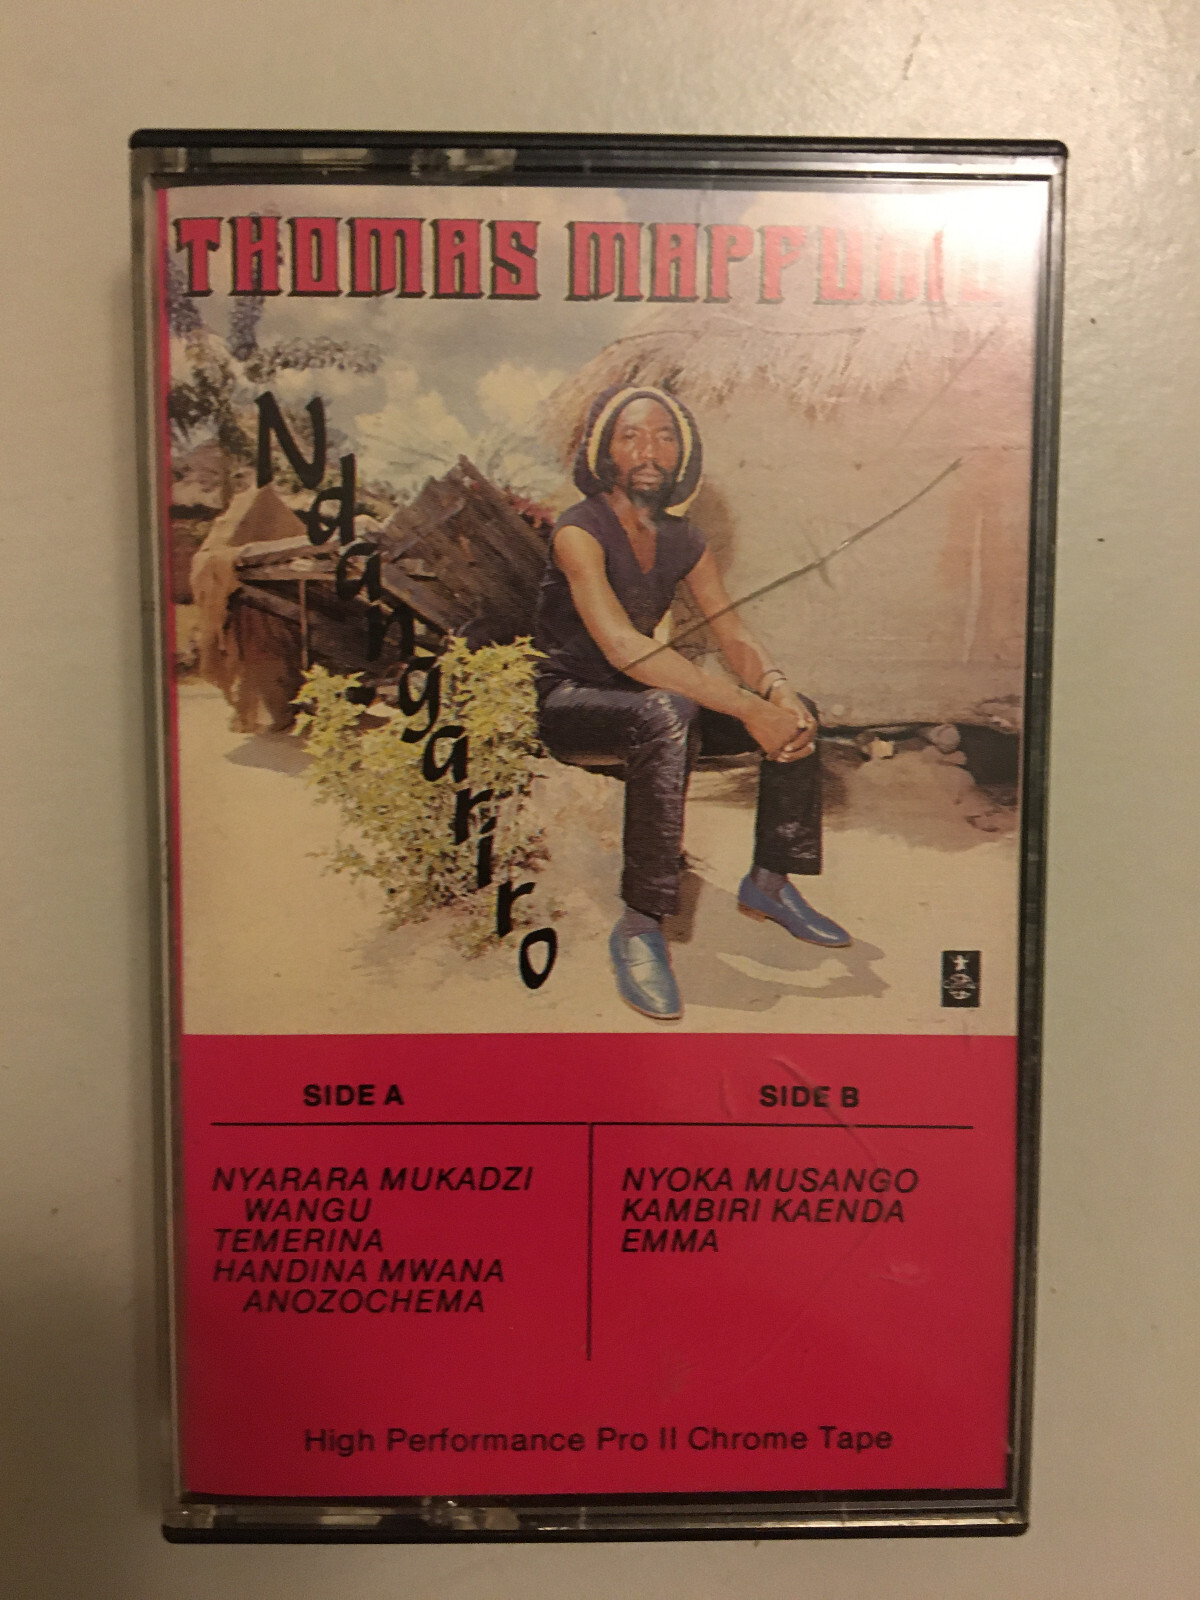 THOMAS MAPFUMO
Ndangariro
SIDE A
NYARARA MUKADZI
WANGU
TEMERINA
HANDINA MWANA
ANOZOCHEMA
SIDE B
NYOKA MUSANGO
KAMBIRI KAENDA
EMMA
High Performance Pro II Chrome Tape